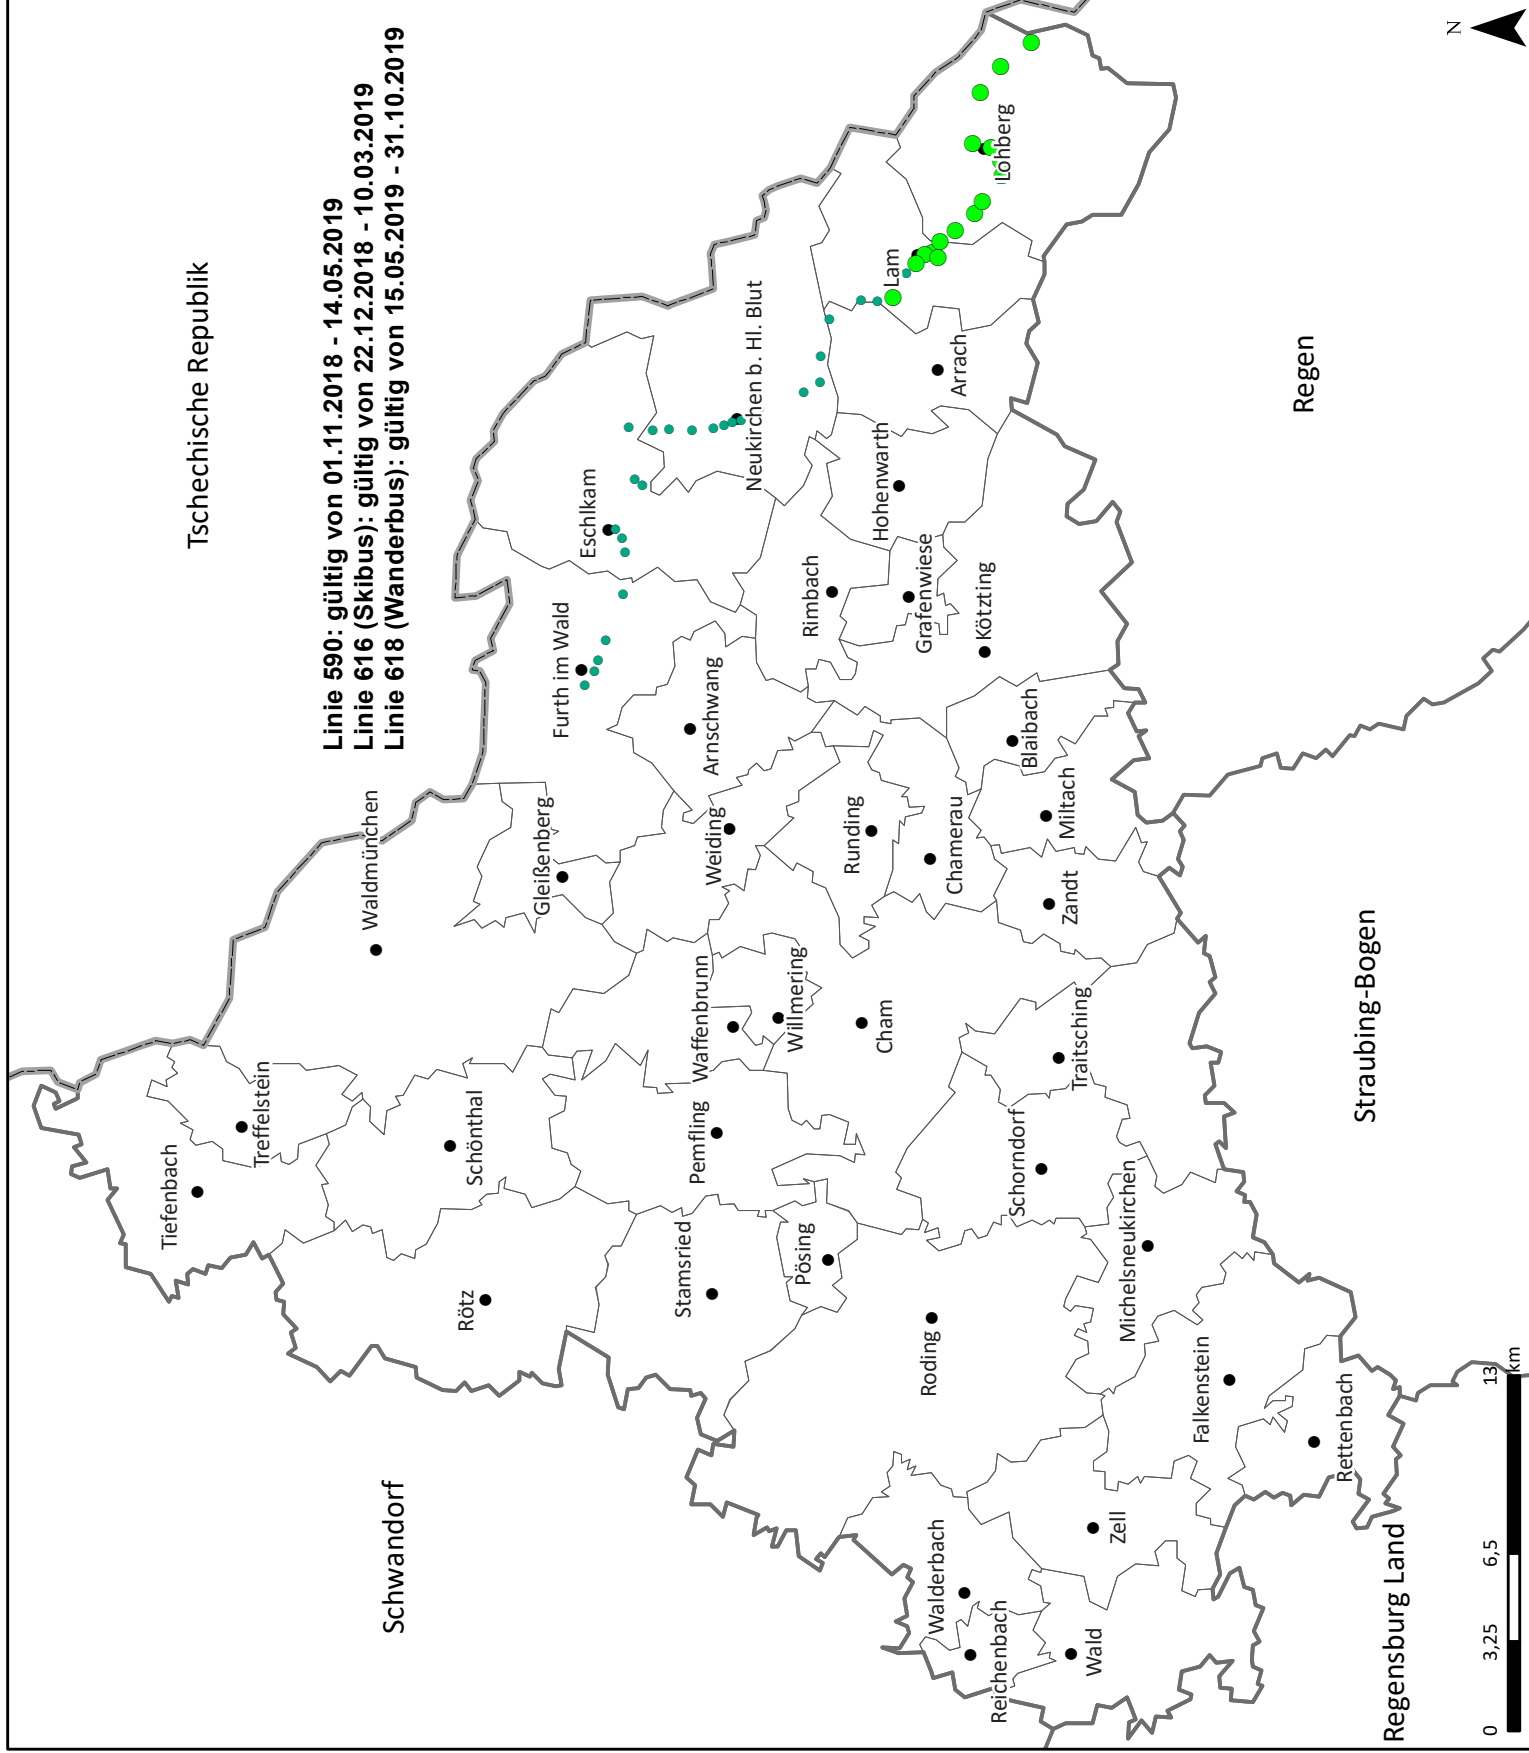 Tschechische Republik
Linie 590: gültig von 01.11.2018 - 14.05.2019
Linie 616 (Skibus): gültig von 22.12.2018 - 10.03.2019
Linie 618 (Wanderbus): gültig von 15.05.2019 - 31.10.2019
Schwandorf
Tiefenbach
Treffelstein
Waldmünchen
Schönthal
Rötz
Gleißenberg
Furth im Wald
Eschlkam
Neukirchen b. Hl. Blut
Arnschwang
Weiding
Waffenbrunn
Willmering
Pemfling
Stamsried
Pösing
Cham
Runding
Chamerau
Rimbach
Hohenwarth
Grafenwiese
Kötzting
Arrach
Lam
Lohberg
Blaibach
Miltach
Zandt
Traitsching
Schorndorf
Michelsneukirchen
Roding
Falkenstein
Rettenbach
Zell
Walderbach
Reichenbach
Wald
Regen
Straubing-Bogen
Regensburg Land
N
0
3,25
6,5
13
km